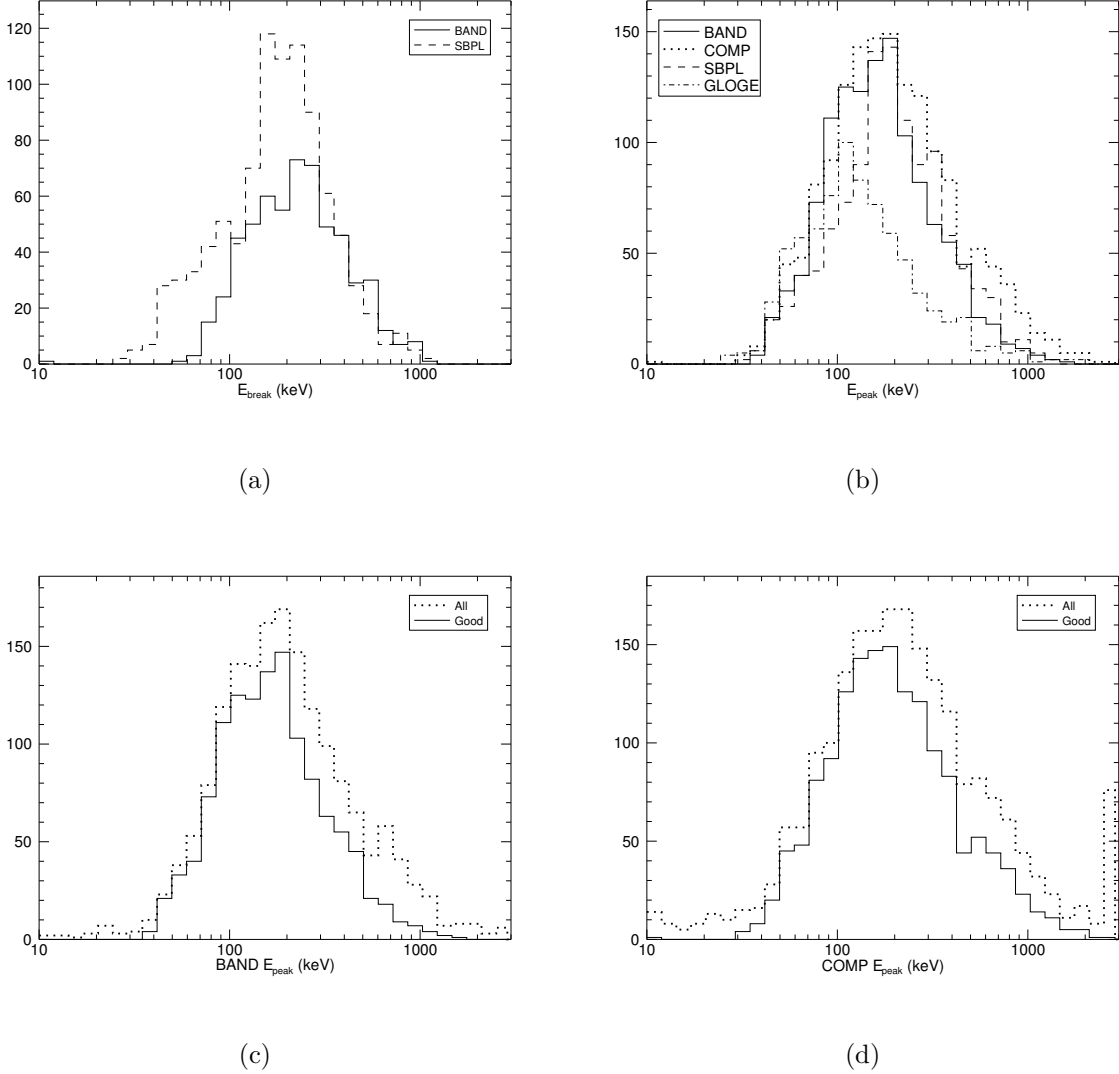 120
100
80
60
40
20
0
BAND
SBPL
10
100
1000
E_break (keV)
(a)
150
100
50
0
BAND
COMP
SBPL
GLOGE
10
100
1000
E_peak (keV)
(b)
150
100
50
0
All
Good
10
100
1000
BAND E_peak (keV)
(c)
150
100
50
0
All
Good
10
100
1000
COMP E_peak (keV)
(d)